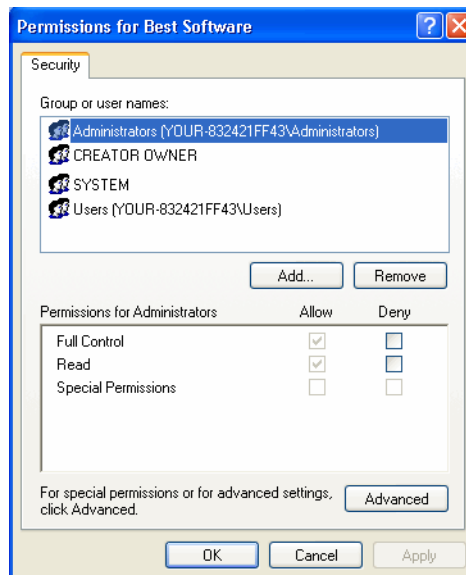 Permissions for Best Software
Security
Group or user names:
Administrators (YOUR-832421FF43\Administrators)
CREATOR OWNER
SYSTEM
Users (YOUR-832421FF43\Users)
Add...
Remove
Permissions for Administrators Allow Deny
Full Control
Read
Special Permissions
For special permissions or for advanced settings,
click Advanced.
Advanced
OK Cancel Apply